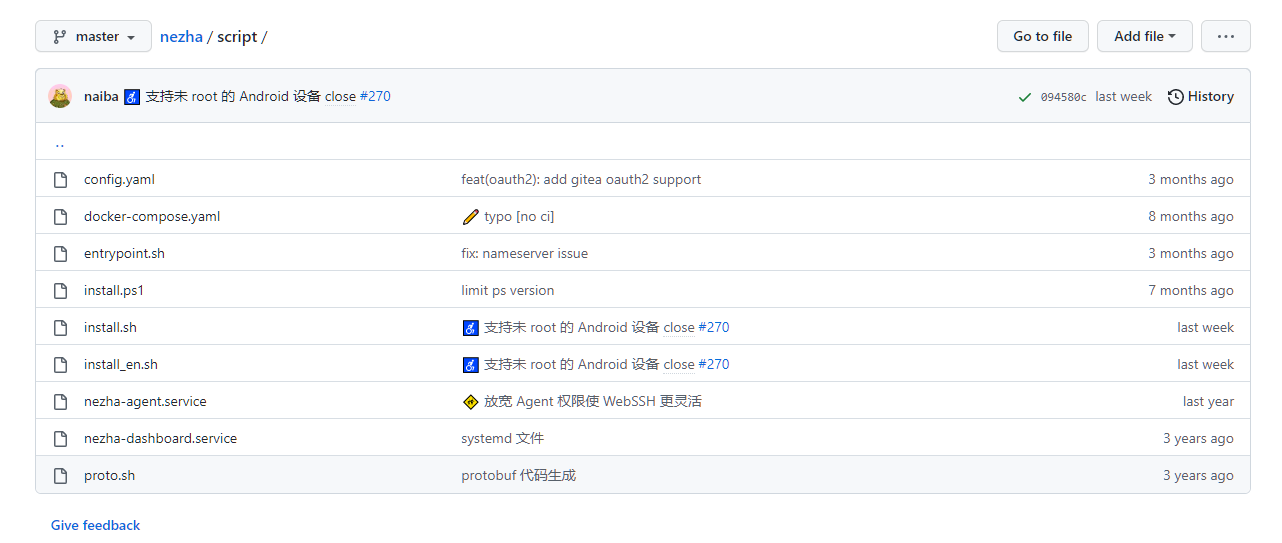 master nezha / script / Go to file Add file ...
naiba 支持未 root 的 Android 设备 close #270 094580c last week History
..
config.yaml feat(oauth2): add gitea oauth2 support 3 months ago
docker-compose.yaml typo [no ci] 8 months ago
entrypoint.sh fix: nameserver issue 3 months ago
install.ps1 limit ps version 7 months ago
install.sh 支持未 root 的 Android 设备 close #270 last week
install_en.sh 支持未 root 的 Android 设备 close #270 last week
nezha-agent.service 放宽 Agent 权限使 WebSSH 更灵活 last year
nezha-dashboard.service systemd 文件 3 years ago
proto.sh protobuf 代码生成 3 years ago
Give feedback